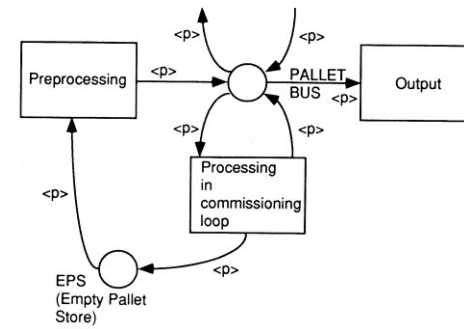 <p>
<p>
Preprocessing
<p>
PALLET
BUS
<p>
Output
<p>
<p>
Processing
in
commissioning
loop
<p>
<p>
EPS
(Empty Pallet
Store)